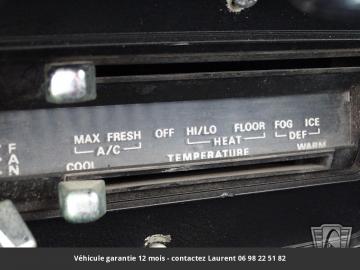 MAX FRESH OFF HI/LO FLOOR FOG ICE
A/C HEAT DEF
FAN
COOL TEMPERATURE WARM
Véhicule garantie 12 mois - contactez Laurent 06 98 22 51 82